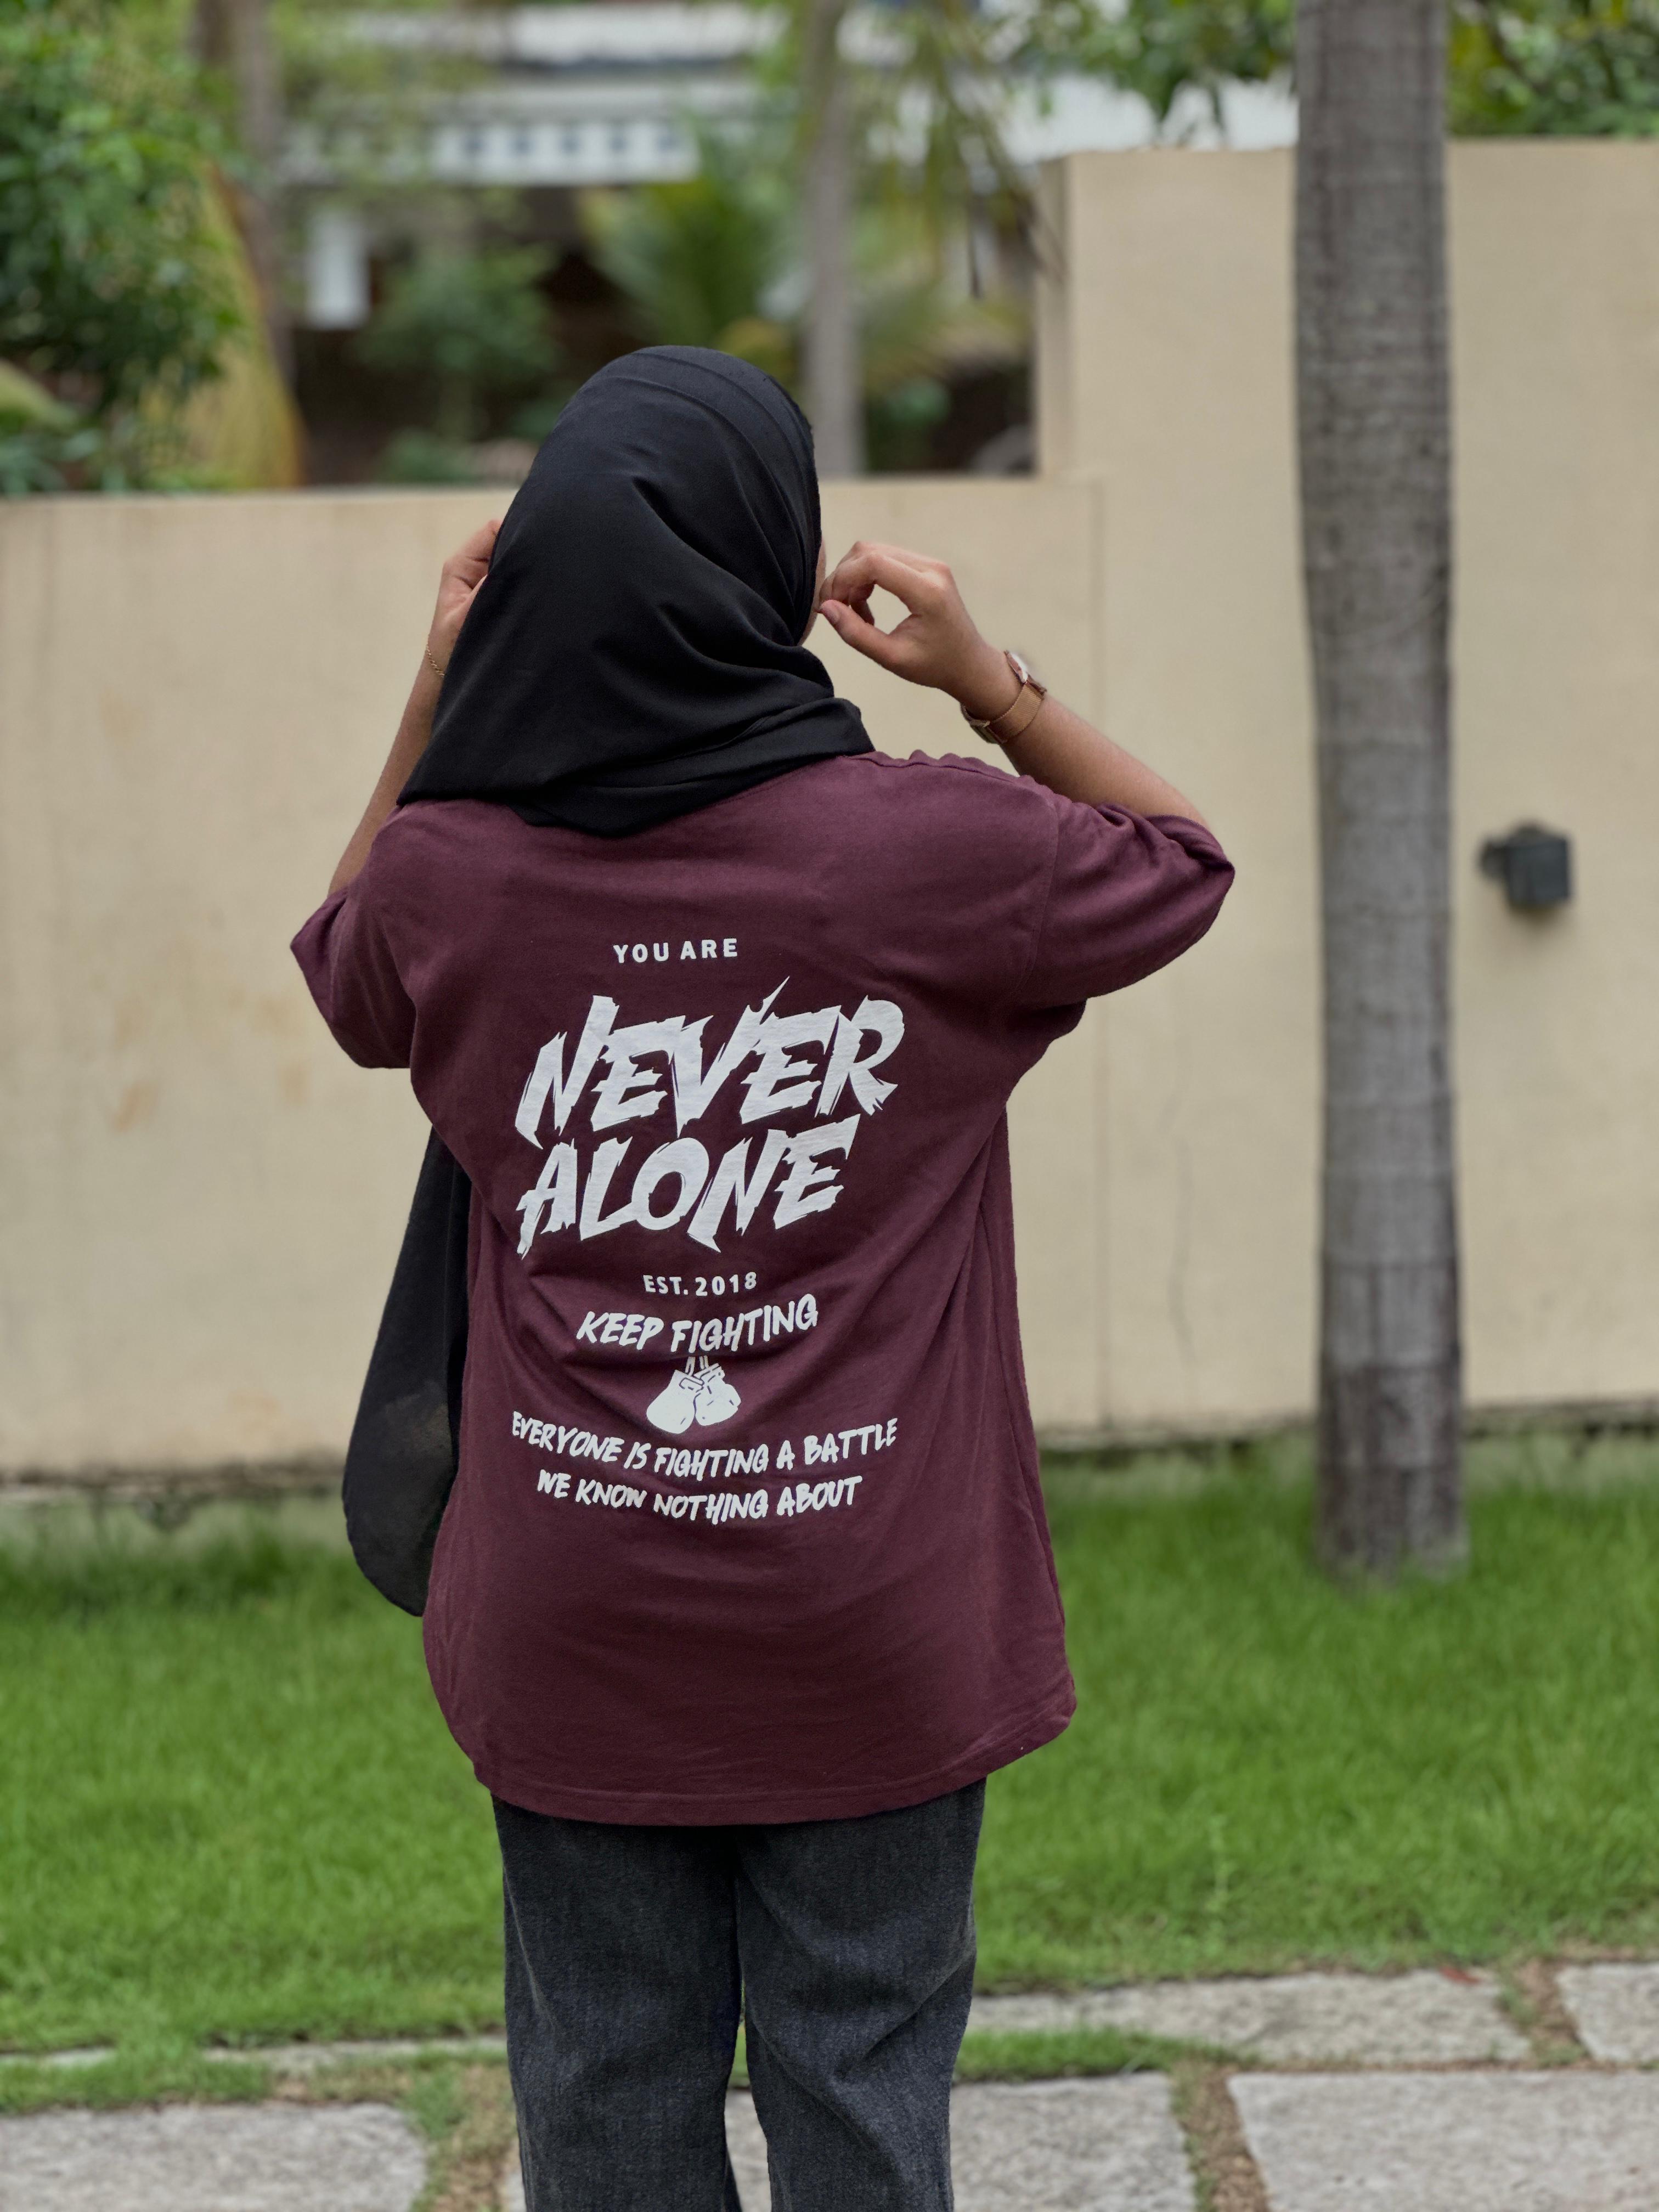 YOU ARE
NEVER
ALONE
EST. 2018
KEEP FIGHTING
EVERYONE IS FIGHTING A BATTLE
WE KNOW NOTHING ABOUT